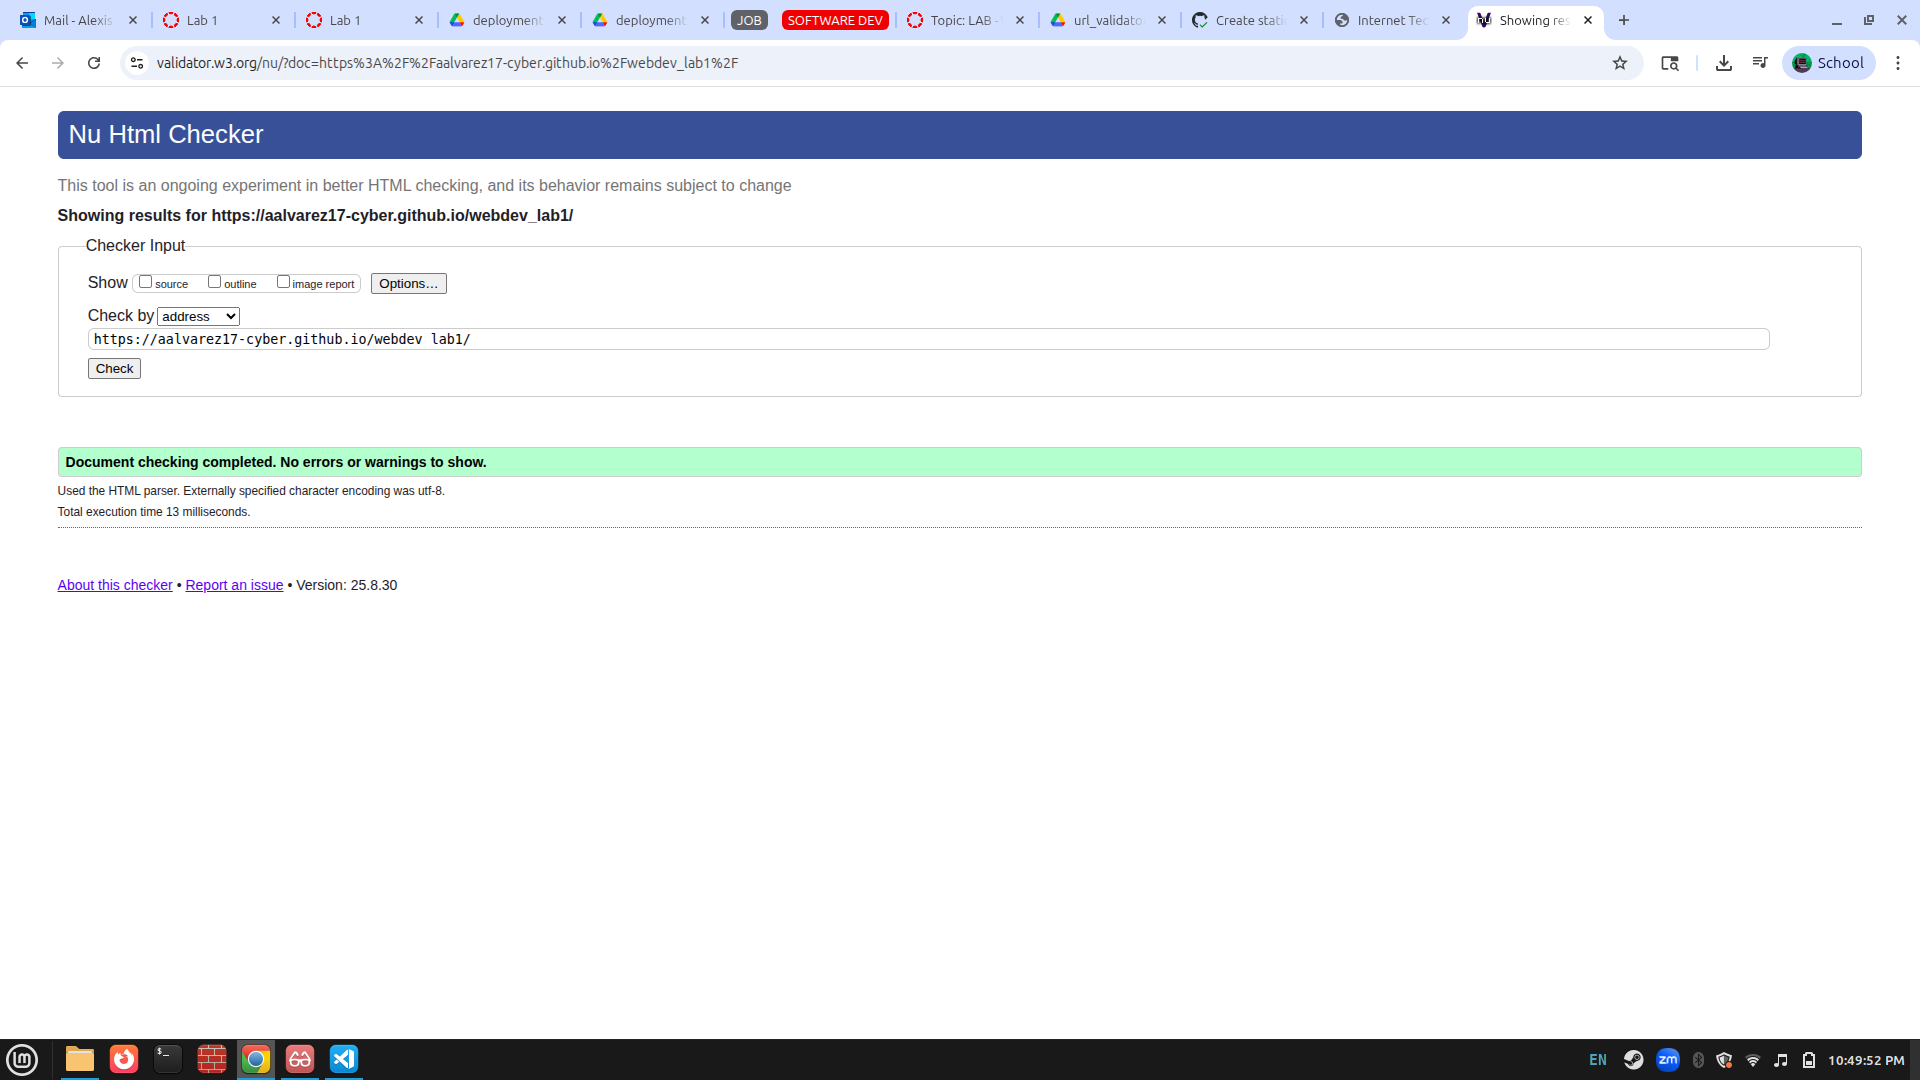 Mail - Alexis
Lab 1
Lab 1
deployment
deployment
JOB
SOFTWARE DEV
Topic: LAB -
url_validato
Create stati
Internet Tec
Showing res
validator.w3.org/nu/?doc=https%3A%2F%2Faalvarez17-cyber.github.io%2Fwebdev_lab1%2F
School
Nu Html Checker
This tool is an ongoing experiment in better HTML checking, and its behavior remains subject to change
Showing results for https://aalvarez17-cyber.github.io/webdev_lab1/
Checker Input
Show source outline image report Options...
Check by address
https://aalvarez17-cyber.github.io/webdev_lab1/
Check
Document checking completed. No errors or warnings to show.
Used the HTML parser. Externally specified character encoding was utf-8.
Total execution time 13 milliseconds.
About this checker • Report an issue • Version: 25.8.30
EN
zm
10:49:52 PM